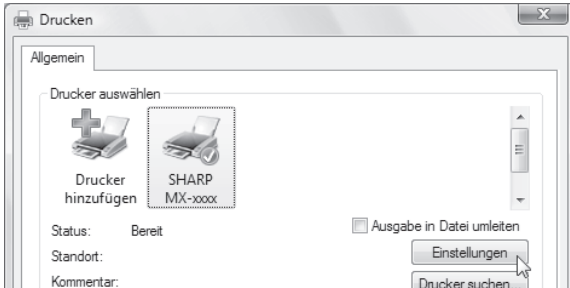 Drucken
Allgemein
Drucker auswählen
Drucker
hinzufügen
SHARP
MX-xxxx
Status: Bereit
Ausgabe in Datei umleiten
Standort:
Einstellungen
Kommentar:
Drucker suchen